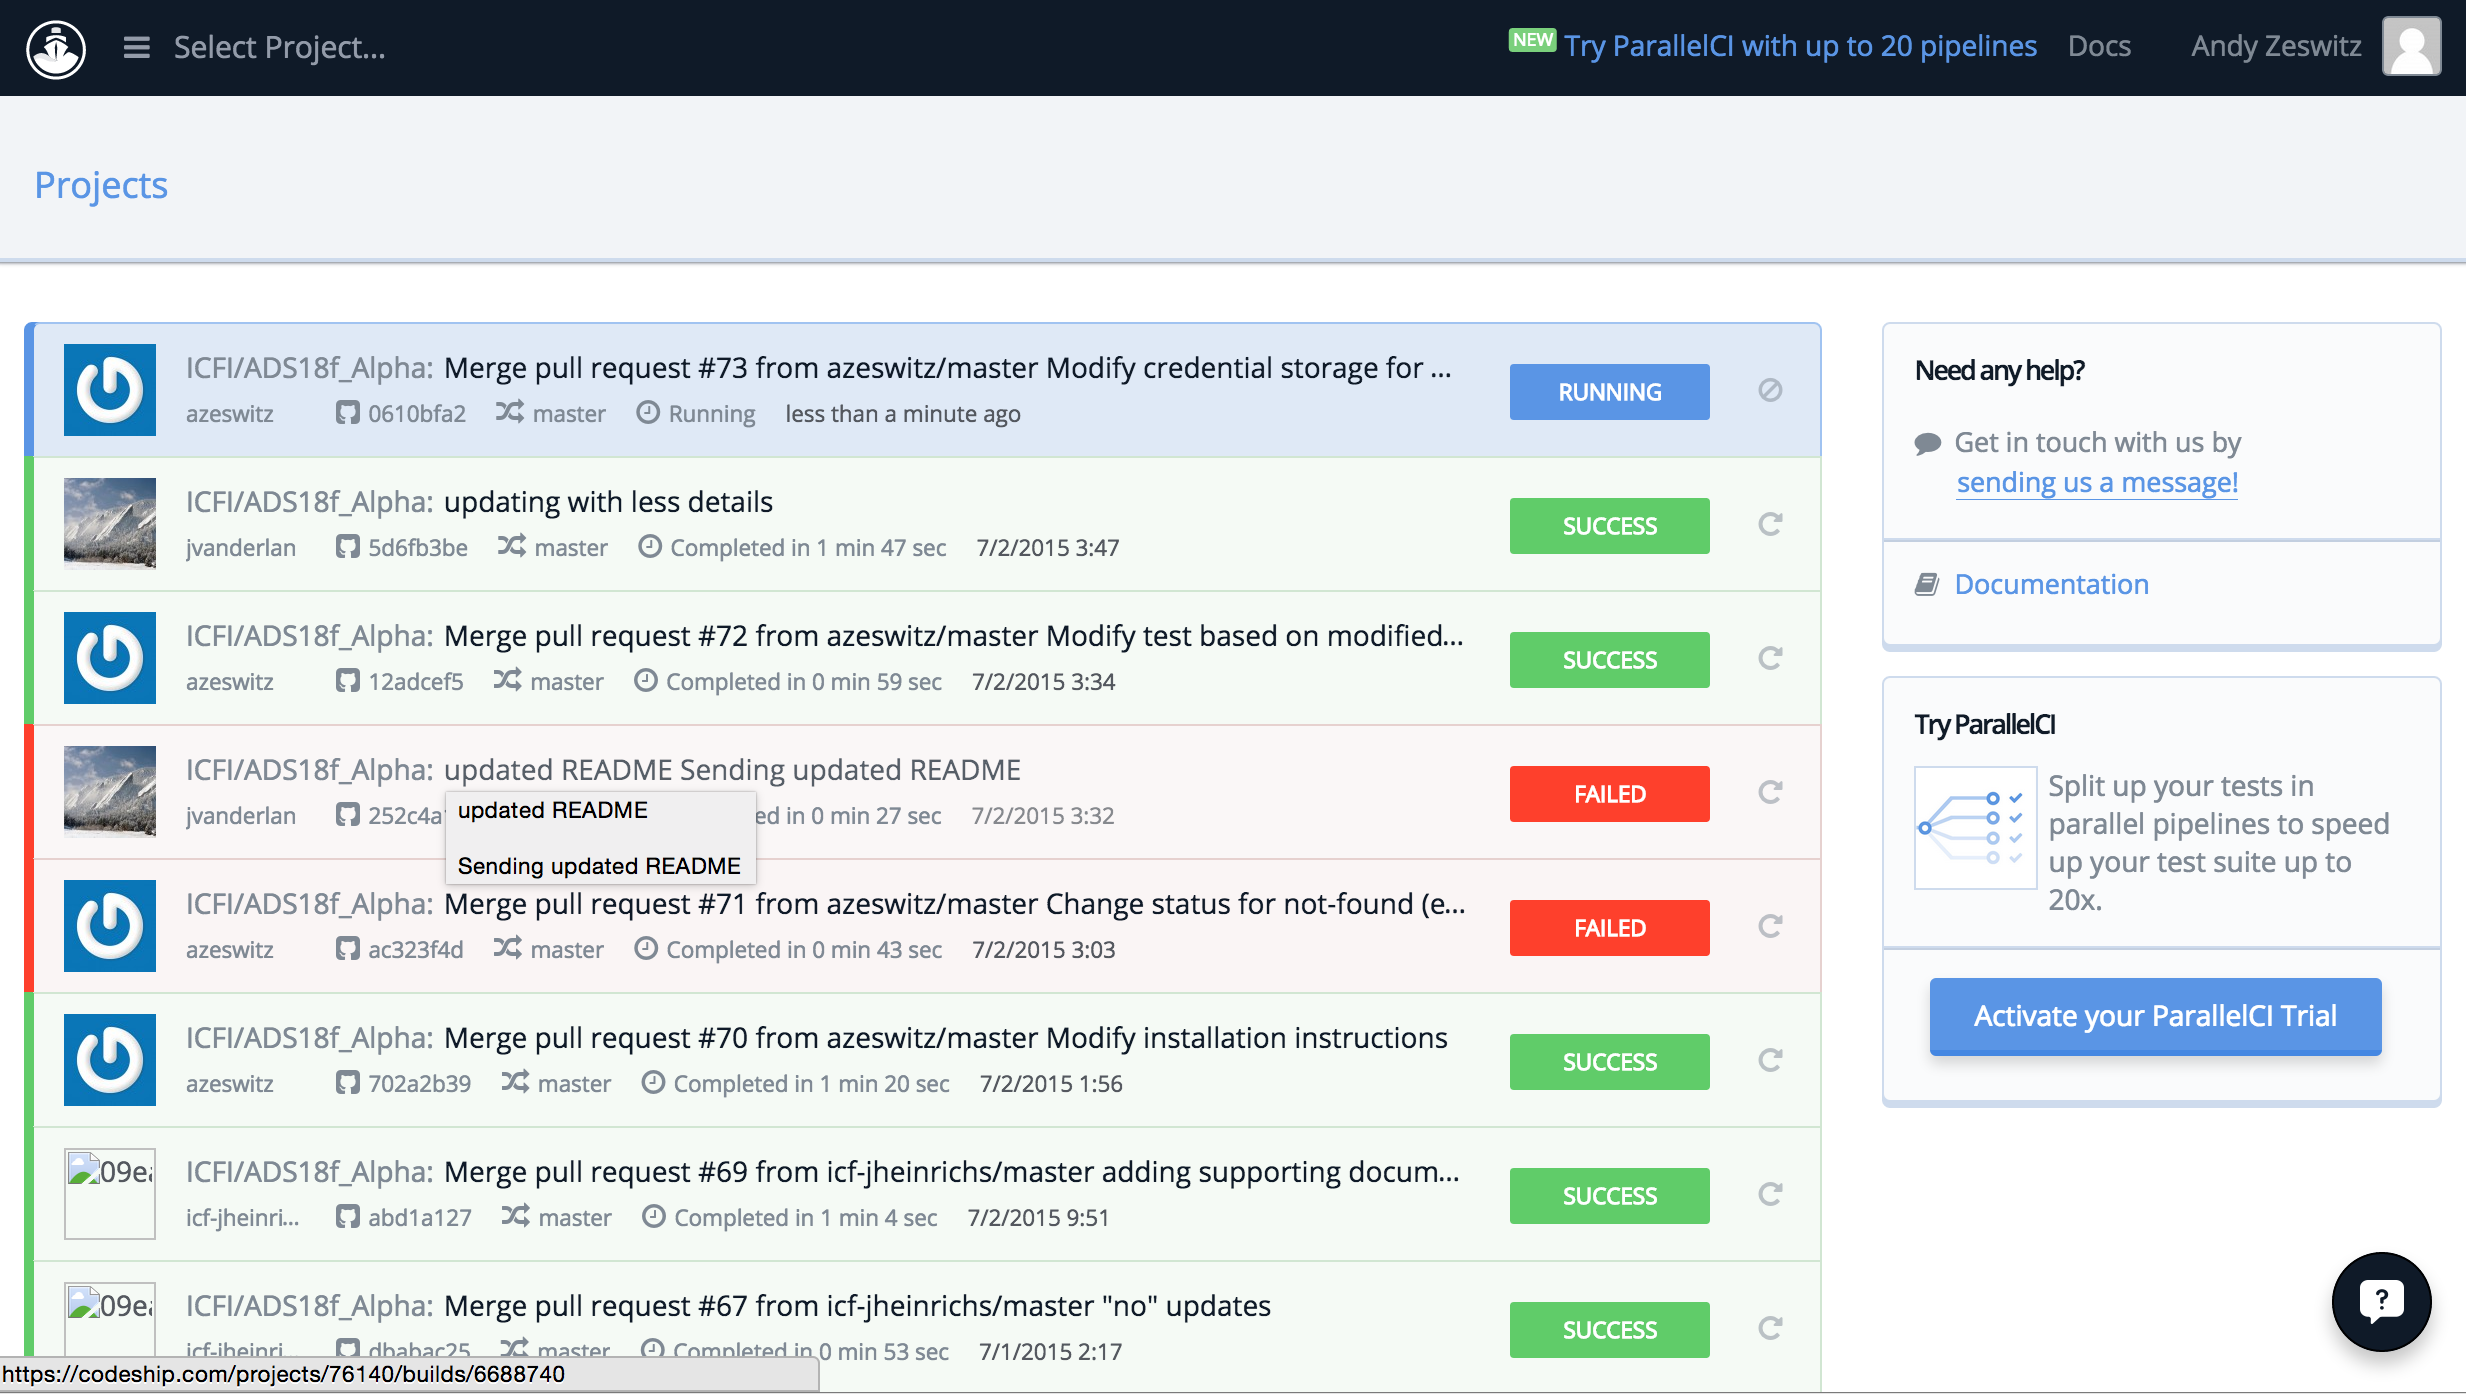 Select Project...
NEW Try ParallelCI with up to 20 pipelines
Docs
Andy Zeswitz
Projects
ICFI/ADS18f_Alpha: Merge pull request #73 from azeswitz/master Modify credential storage for ...
RUNNING
azeswitz 0610bfa2 master Running less than a minute ago
ICFI/ADS18f_Alpha: updating with less details
SUCCESS
jvanderlan 5d6fb3be master Completed in 1 min 47 sec 7/2/2015 3:47
ICFI/ADS18f_Alpha: Merge pull request #72 from azeswitz/master Modify test based on modified...
SUCCESS
azeswitz 12adcef5 master Completed in 0 min 59 sec 7/2/2015 3:34
ICFI/ADS18f_Alpha: updated README Sending updated README
FAILED
jvanderlan in 0 min 27 sec 7/2/2015 3:32
updated README
Sending updated README
ICFI/ADS18f_Alpha: Merge pull request #71 from azeswitz/master Change status for not-found (e...
FAILED
azeswitz ac323f4d master Completed in 0 min 43 sec 7/2/2015 3:03
ICFI/ADS18f_Alpha: Merge pull request #70 from azeswitz/master Modify installation instructions
SUCCESS
azeswitz 702a2b39 master Completed in 1 min 20 sec 7/2/2015 1:56
09ea
ICFI/ADS18f_Alpha: Merge pull request #69 from icf-jheinrichs/master adding supporting docum...
SUCCESS
icf-jheinri... abd1a127 master Completed in 1 min 4 sec 7/2/2015 9:51
09ea
ICFI/ADS18f_Alpha: Merge pull request #67 from icf-jheinrichs/master "no" updates
SUCCESS
icf-jheinri... dbabac25 master Completed in 0 min 53 sec 7/1/2015 2:17
https://codeship.com/projects/76140/builds/6688740
Need any help?
Get in touch with us by
sending us a message!
Documentation
Try ParallelCI
Split up your tests in
parallel pipelines to speed
up your test suite up to
20x.
Activate your ParallelCI Trial